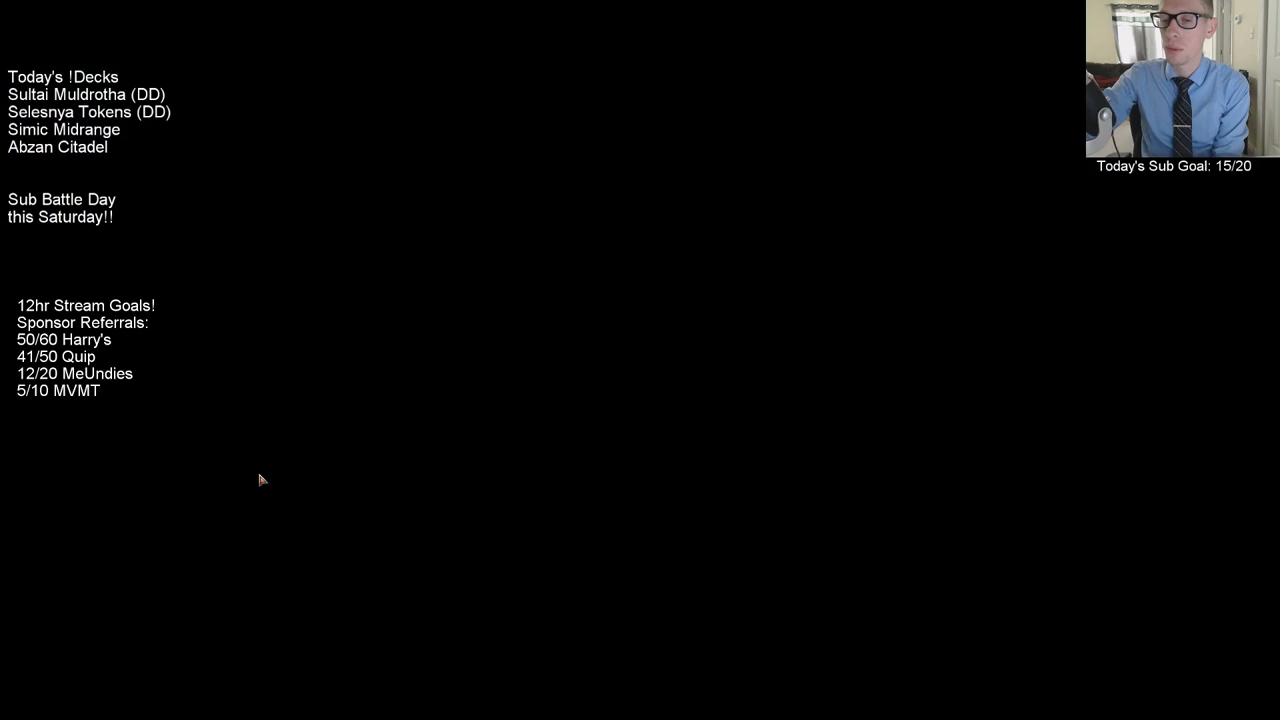 Today's !Decks
Sultai Muldrotha (DD)
Selesnya Tokens (DD)
Simic Midrange
Abzan Citadel
Sub Battle Day
this Saturday!!
12hr Stream Goals!
Sponsor Referrals:
50/60 Harry's
41/50 Quip
12/20 MeUndies
5/10 MVMT
Today's Sub Goal: 15/20